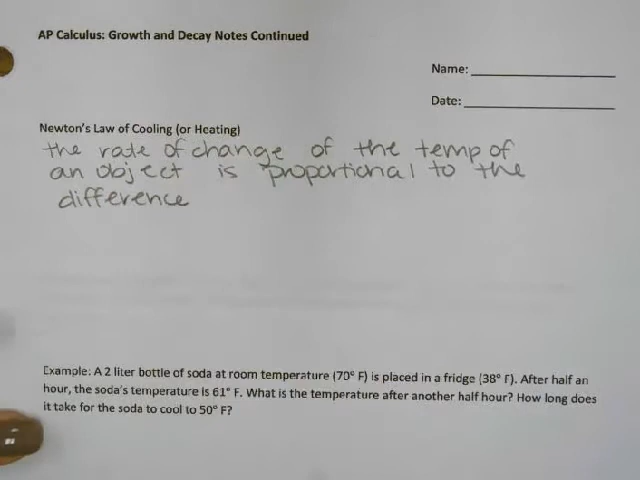 AP Calculus: Growth and Decay Notes Continued
Name:
Date:
Newton's Law of Cooling (or Heating)
the rate of change of the temp of
an object is proportional to the
difference
Example: A 2 liter bottle of soda at room temperature (70° F) is placed in a fridge (38° F). After half an
hour, the soda's temperature is 61° F. What is the temperature after another half hour? How long does
it take for the soda to cool to 50° F?